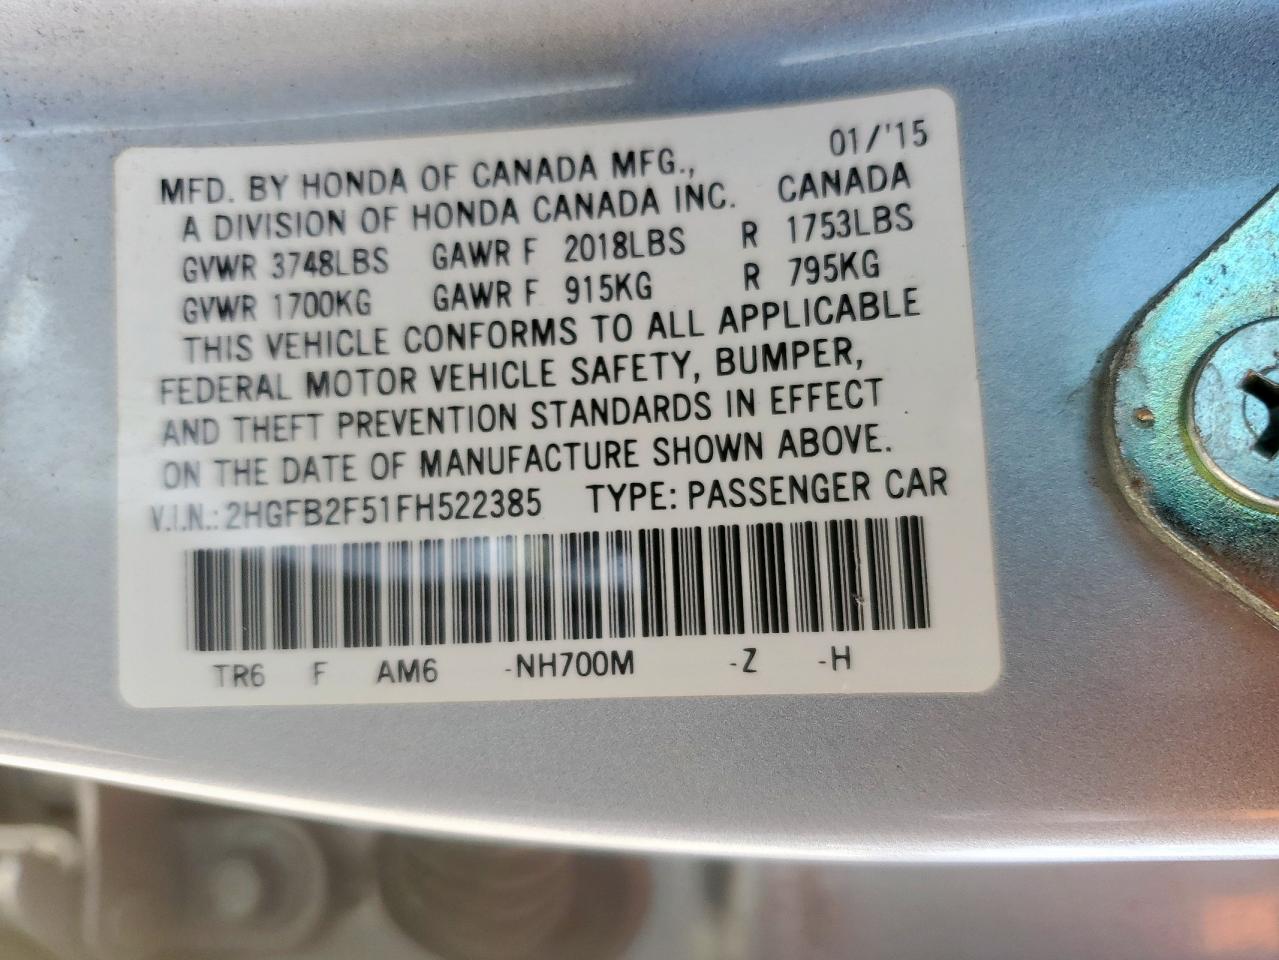 01/'15
MFD. BY HONDA OF CANADA MFG.,
A DIVISION OF HONDA CANADA INC. CANADA
GVWR 3748LBS GAWR F 2018LBS R 1753LBS
GVWR 1700KG GAWR F 915KG R 795KG
THIS VEHICLE CONFORMS TO ALL APPLICABLE
FEDERAL MOTOR VEHICLE SAFETY, BUMPER,
AND THEFT PREVENTION STANDARDS IN EFFECT
ON THE DATE OF MANUFACTURE SHOWN ABOVE.
V.I.N.: 2HGFB2F51FH522385 TYPE: PASSENGER CAR
TR6 F AM6 -NH700M -Z -H